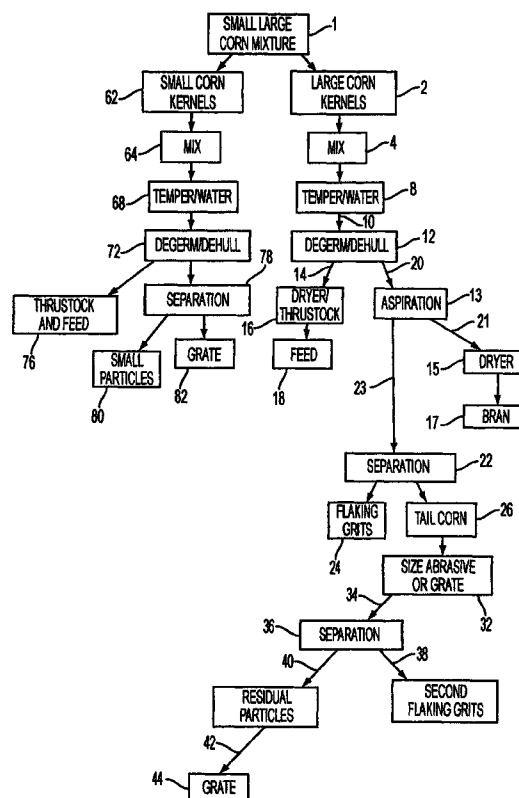 SMALL LARGE
CORN MIXTURE
1
62
SMALL CORN
KERNELS
LARGE CORN
KERNELS
2
64
MIX
MIX
4
68
TEMPER/WATER
TEMPER/WATER
8
10
72
DEGERM/DEHULL
78
DEGERM/DEHULL
12
14
20
THRUSTOCK
AND FEED
76
SEPARATION
16
DRYER/
THRUSTOCK
ASPIRATION
13
21
SMALL
PARTICLES
80
GRATE
82
FEED
18
23
15
DRYER
17
BRAN
SEPARATION
22
FLAKING
GRITS
24
TAIL CORN
26
SIZE ABRASIVE
OR GRATE
32
34
36
SEPARATION
40
38
RESIDUAL
PARTICLES
SECOND
FLAKING GRITS
42
44
GRATE